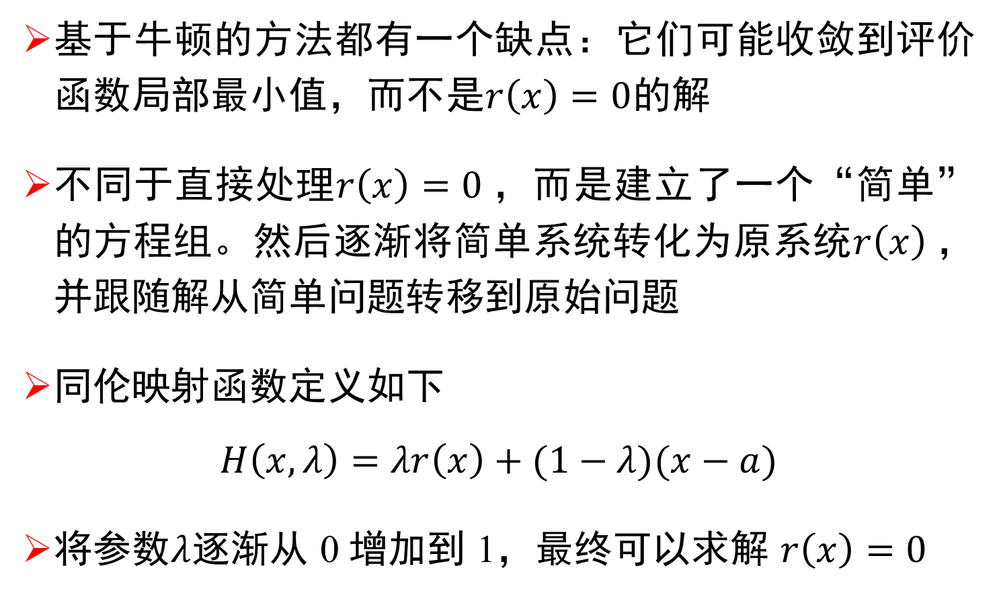 ➢基于牛顿的方法都有一个缺点：它们可能收敛到评价
函数局部最小值，而不是r(x) = 0的解
➢不同于直接处理r(x) = 0 ，而是建立了一个“简单”
的方程组。然后逐渐将简单系统转化为原系统r(x) ，
并跟随解从简单问题转移到原始问题
➢同伦映射函数定义如下
H(x, λ) = λr(x) + (1 − λ)(x − a)
➢将参数λ逐渐从 0 增加到 1，最终可以求解 r(x) = 0